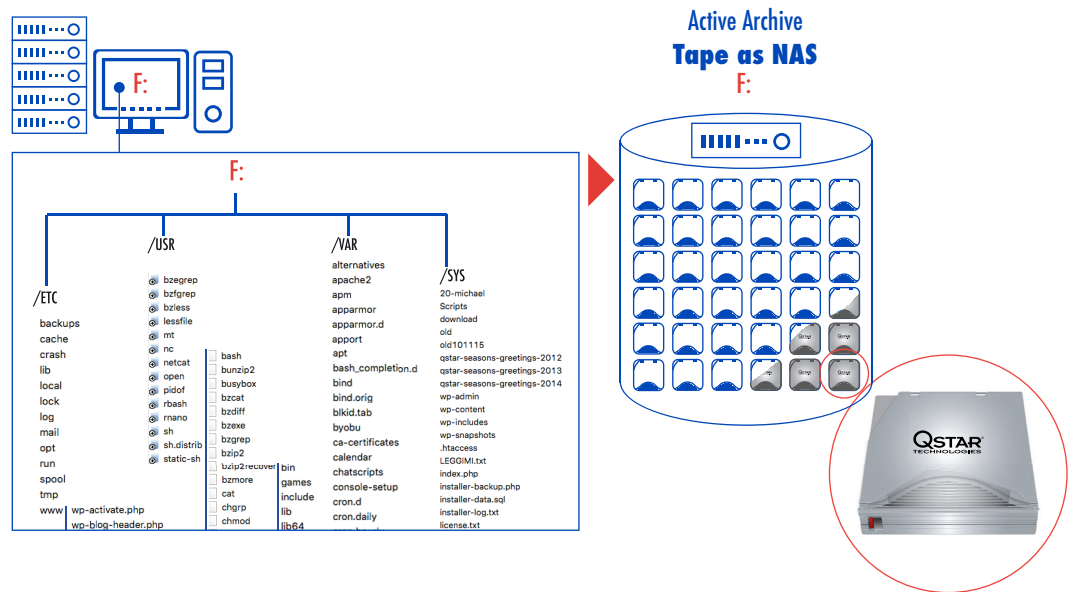 Active Archive
Tape as NAS
F:
F:
F:
/ETC
backups
cache
crash
lib
local
lock
log
mail
opt
run
spool
tmp
www
wp-activate.php
wp-blog-header.php
/USR
bzegrep
bzfgrep
bzless
lessfile
mt
nc
netcat
open
pidof
rbash
rnano
sh
sh.distrib
static-sh
bash
bunzip2
busybox
bzcat
bzdiff
bzexe
bzgrep
bzip2
bzip2recover
bzmore
cat
chgrp
chmod
bin
games
include
lib
lib64
/VAR
alternatives
apache2
apm
apparmor
apparmor.d
apport
apt
bash_completion.d
bind
bind.orig
blkid.tab
byobu
ca-certificates
calendar
chatscripts
console-setup
cron.d
cron.daily
/SYS
20-michael
Scripts
download
old
old101115
qstar-seasons-greetings-2012
qstar-seasons-greetings-2013
qstar-seasons-greetings-2014
wp-admin
wp-content
wp-includes
wp-snapshots
.htaccess
LEGGIMI.txt
index.php
installer-backup.php
installer-data.sql
installer-log.txt
license.txt
QSTAR
TECHNOLOGIES